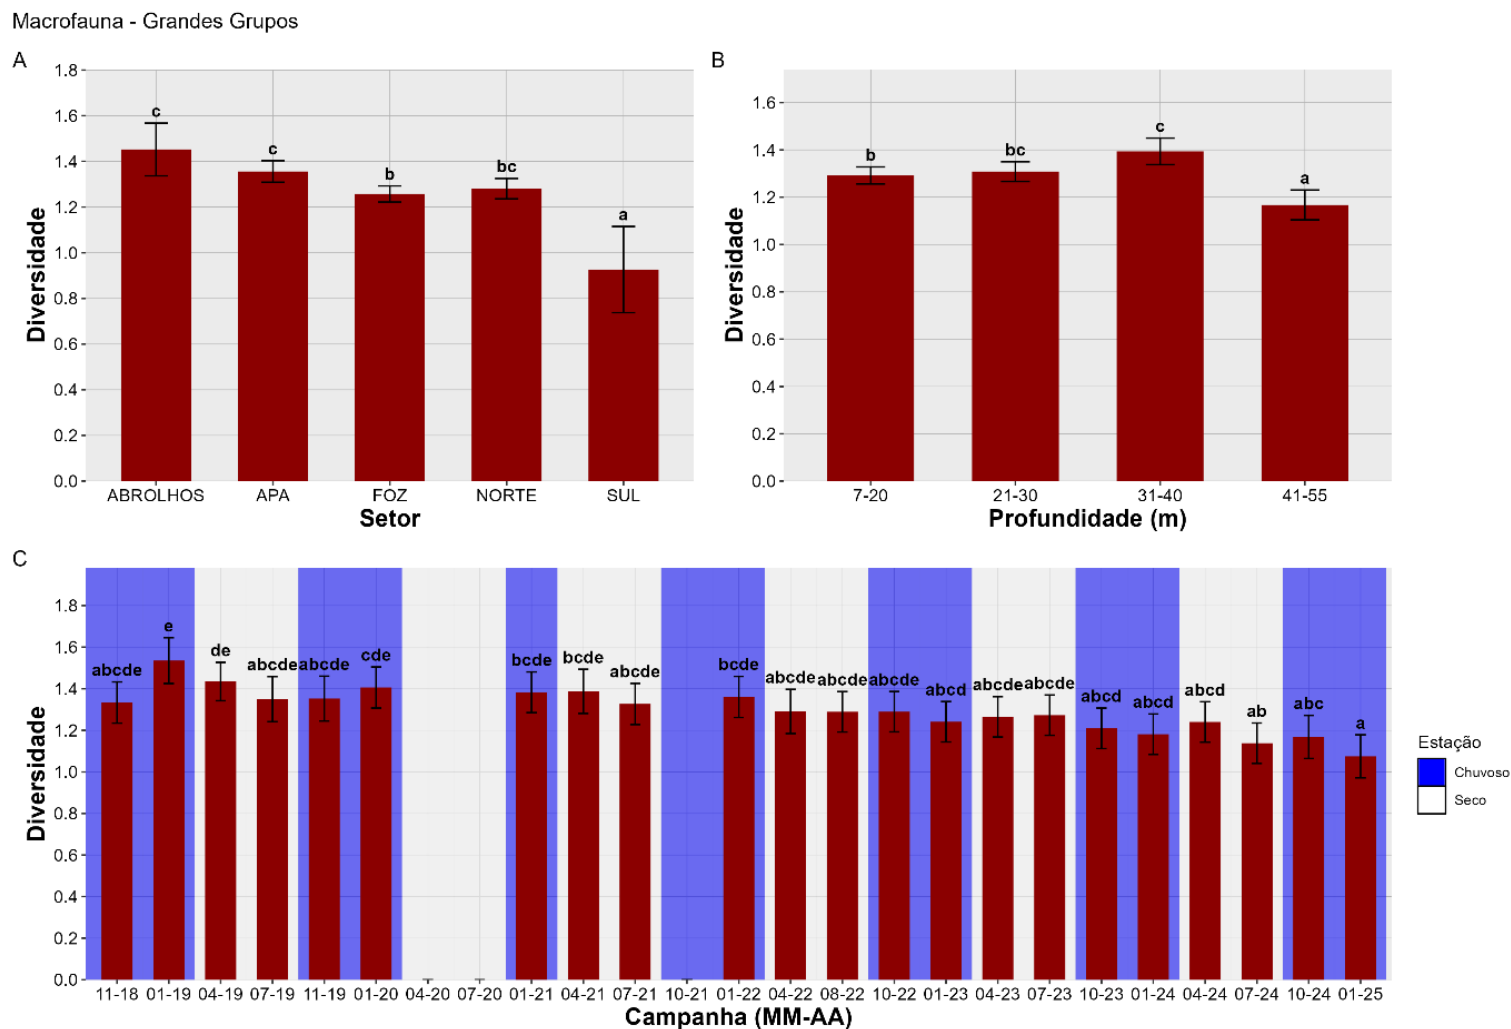 Macrofauna - Grandes Grupos
A
Diversidade
1.8
1.6
1.4
1.2
1.0
0.8
0.6
0.4
0.2
0.0
c
c
b
bc
a
ABROLHOS APA FOZ NORTE SUL
Setor
B
Diversidade
1.6
1.4
1.2
1.0
0.8
0.6
0.4
0.2
0.0
b
bc
c
a
7-20 21-30 31-40 41-55
Profundidade (m)
C
Diversidade
1.8
1.6
1.4
1.2
1.0
0.8
0.6
0.4
0.2
0.0
abcde
e
de
abcde
abcde
cde
bcde
bcde
abcde
bcde
abcde
abcde
abcde
abcd
abcde
abcde
abcd
abcd
abcd
ab
abc
a
11-18 01-19 04-19 07-19 11-19 01-20 04-20 07-20 01-21 04-21 07-21 10-21 01-22 04-22 08-22 10-22 01-23 04-23 07-23 10-23 01-24 04-24 07-24 10-24 01-25
Campanha (MM-AA)
Estação
Chuvoso
Seco